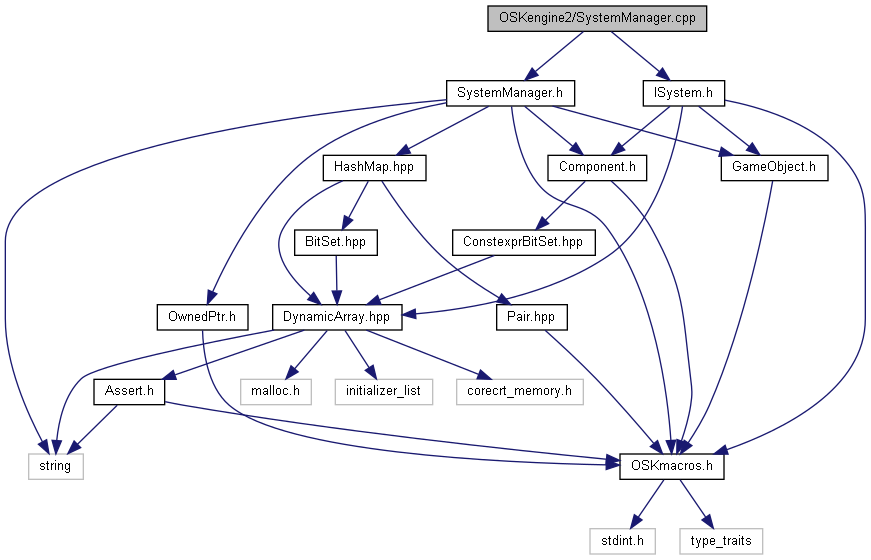 OSKengine2/SystemManager.cpp
SystemManager.h
ISystem.h
HashMap.hpp
Component.h
GameObject.h
BitSet.hpp
ConstexprBitSet.hpp
OwnedPtr.h
DynamicArray.hpp
Pair.hpp
Assert.h
malloc.h
initializer_list
corecrt_memory.h
string
OSKmacros.h
stdint.h
type_traits